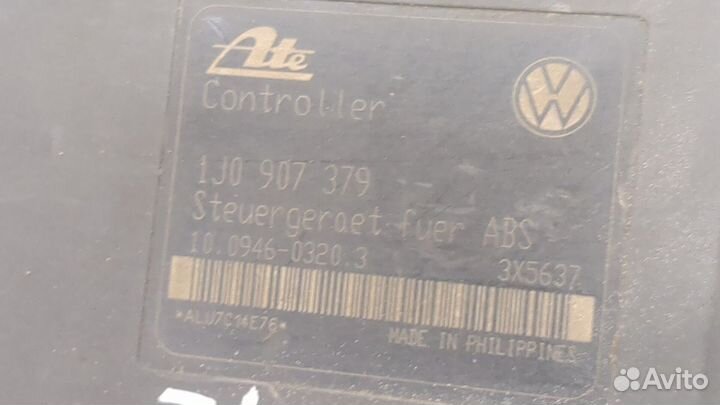 Ate
Controller
1J0 907 379
Steuergeraet fuer ABS
10.0946-0320.3 3X5637
*ALU7C14E76*
MADE IN PHILIPPINES
Avito